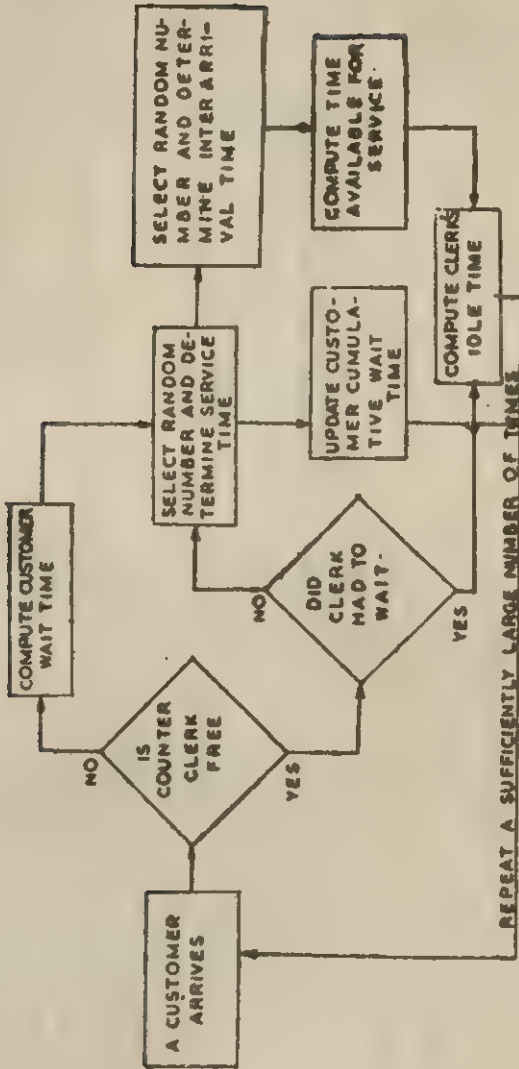 A CUSTOMER
ARRIVES
IS
COUNTER
CLERK
FREE
NO
YES
COMPUTE CUSTOMER
WAIT TIME
DID
CLERK
HAD TO
WAIT-
NO
YES
SELECT RANDOM
NUMBER AND DE-
TERMINE SERVICE
TIME
UPDATE CUSTO-
MER CUMULA-
TIVE WAIT
TIME
SELECT RANDOM NU-
MBER AND DETER-
MINE INTERARRI-
VAL TIME
COMPUTE TIME
AVAILABLE FOR
SERVICE
COMPUTE CLERKS
IDLE TIME
REPEAT A SUFFICIENTLY LARGE NUMBER OF TIMES